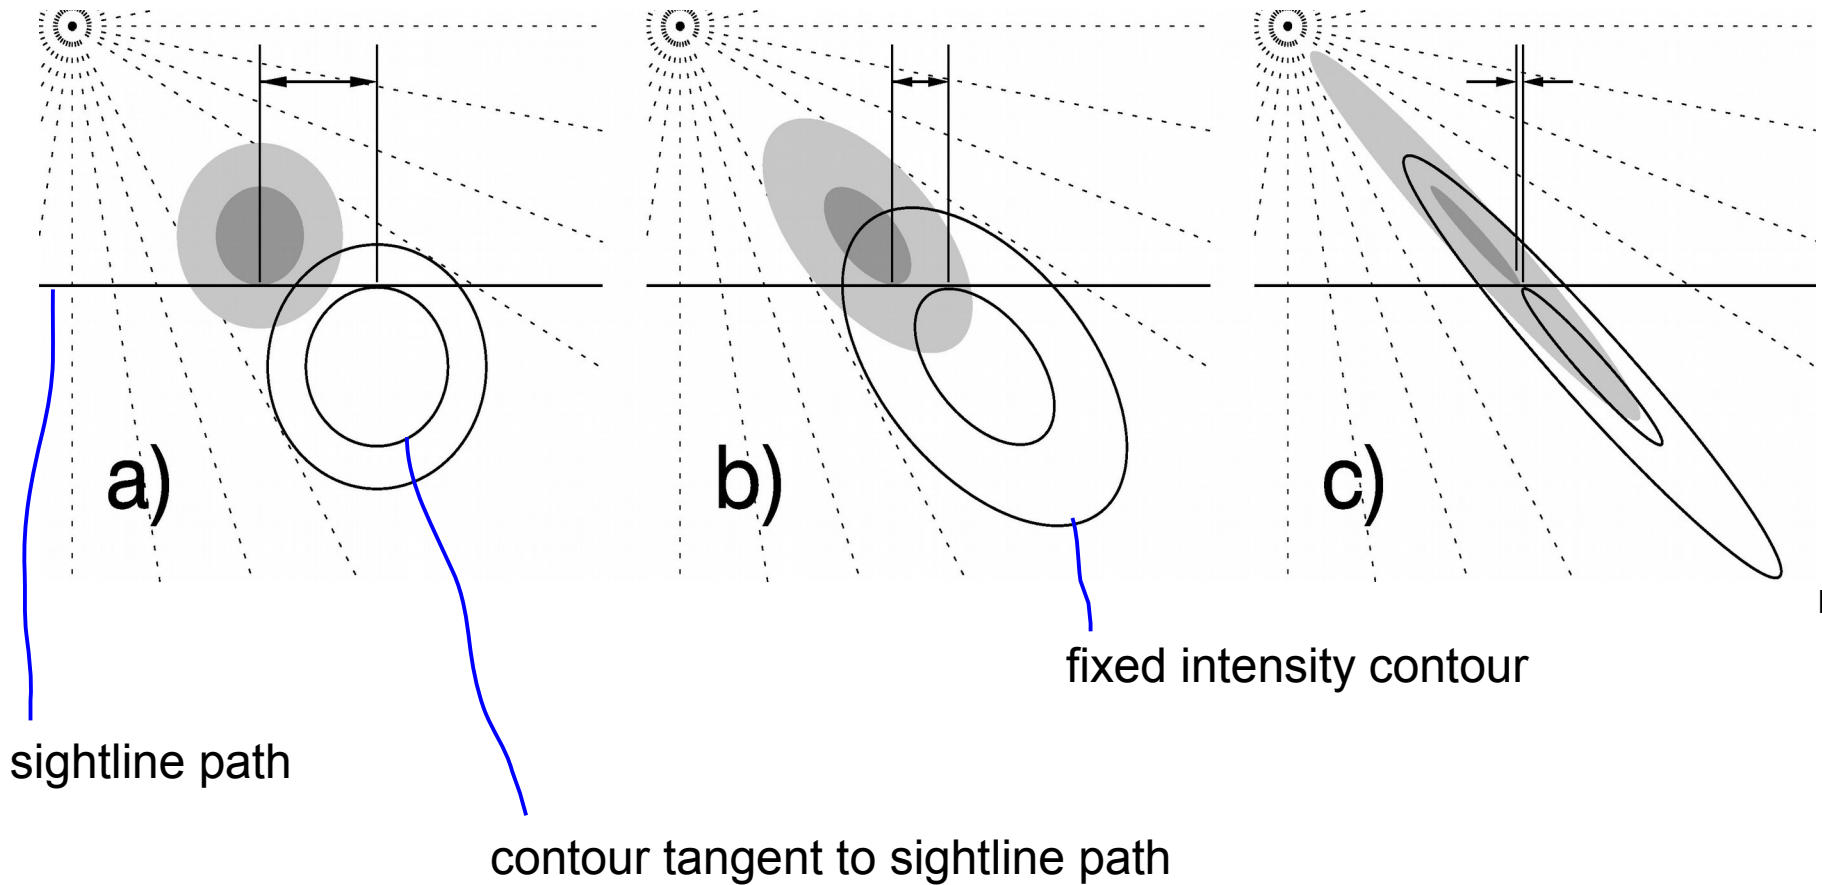 a)
b)
c)
fixed intensity contour
sightline path
contour tangent to sightline path